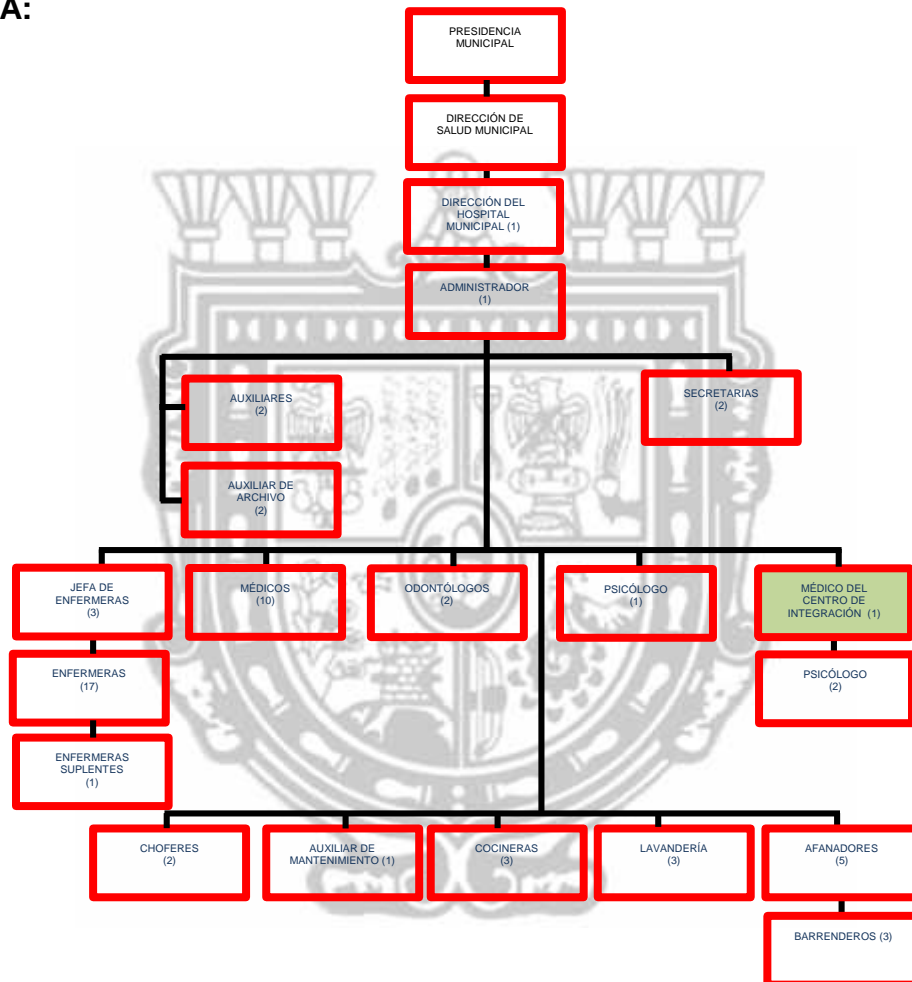 A:
PRESIDENCIA
MUNICIPAL
DIRECCIÓN DE
SALUD MUNICIPAL
DIRECCIÓN DEL
HOSPITAL
MUNICIPAL (1)
ADMINISTRADOR
(1)
AUXILIARES
(2)
SECRETARIAS
(2)
AUXILIAR DE
ARCHIVO
(2)
JEFA DE
ENFERMERAS
(3)
MÉDICOS
(10)
ODONTÓLOGOS
(2)
PSICÓLOGO
(1)
MÉDICO DEL
CENTRO DE
INTEGRACIÓN (1)
ENFERMERAS
(17)
PSICÓLOGO
(2)
ENFERMERAS
SUPLENTES
(1)
CHOFERES
(2)
AUXILIAR DE
MANTENIMIENTO (1)
COCINERAS
(3)
LAVANDERÍA
(3)
AFANADORES
(5)
BARRENDEROS (3)